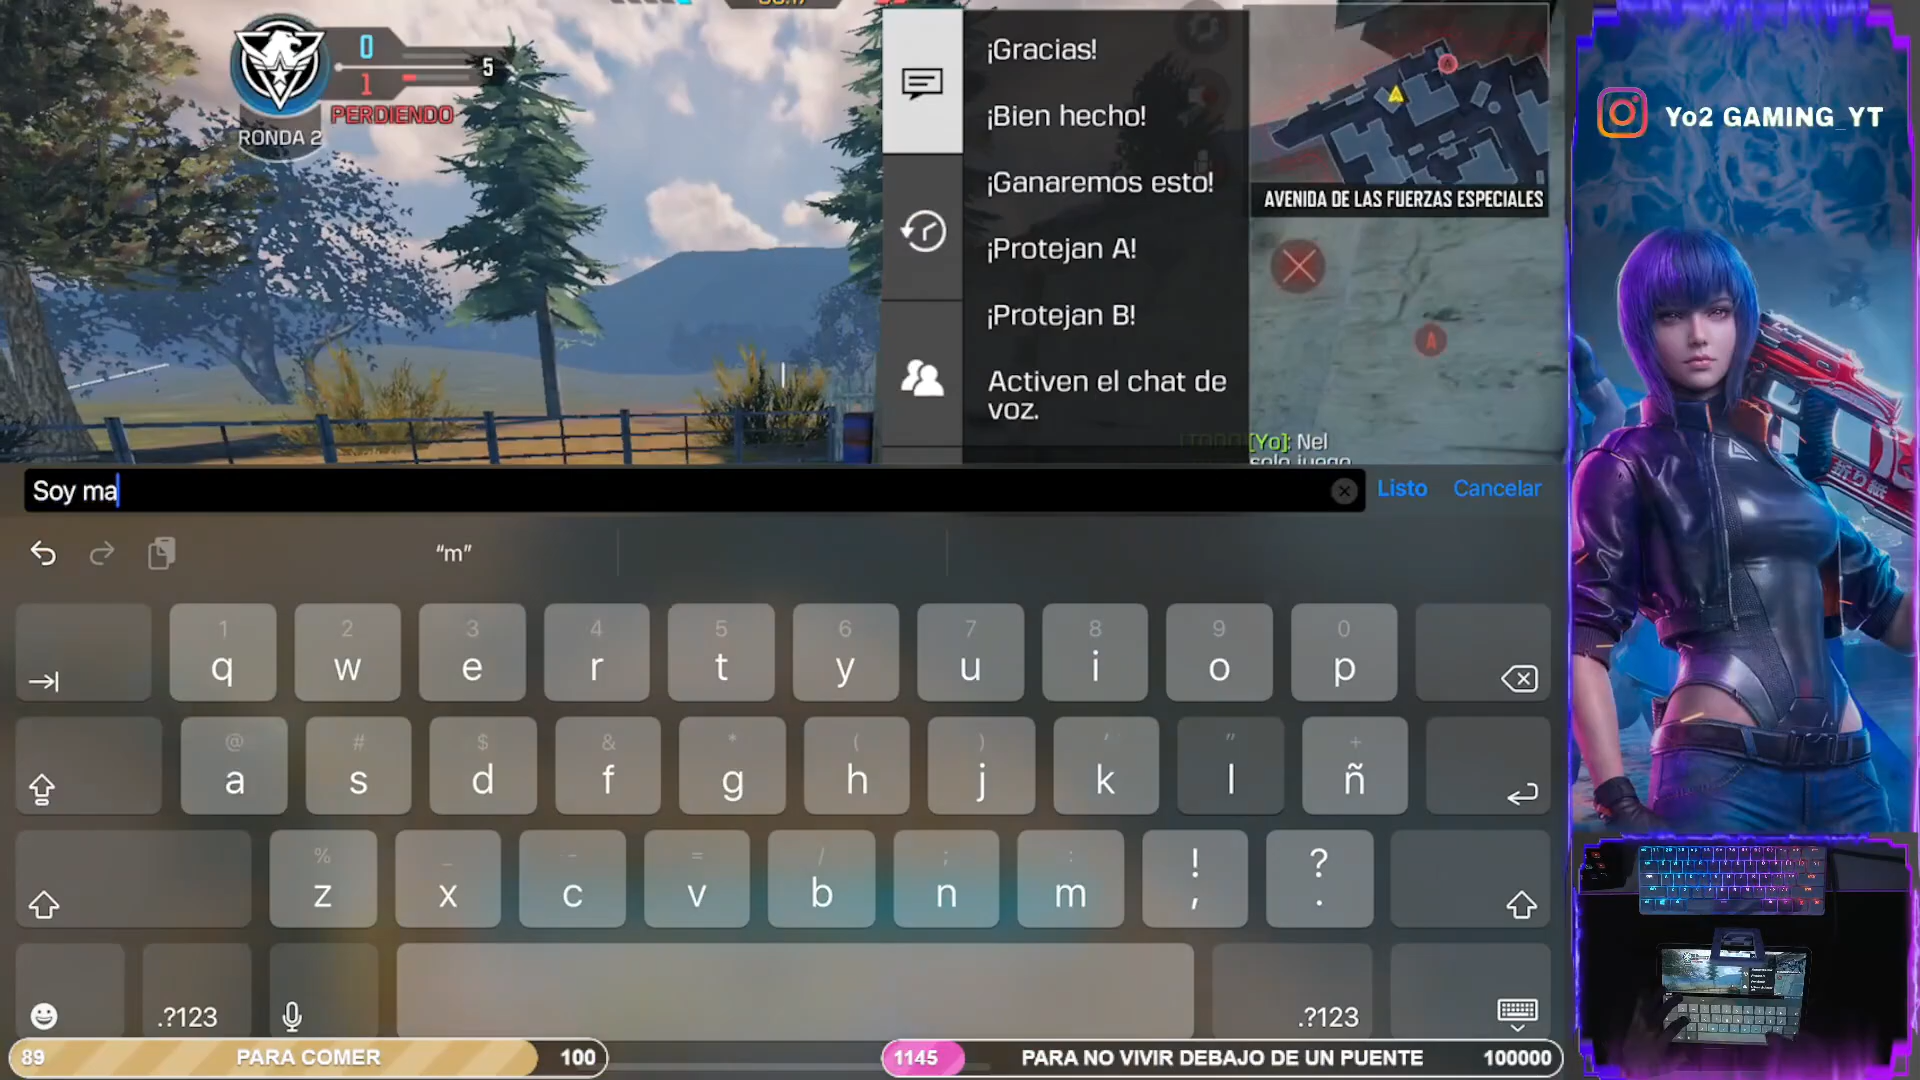 0
1
5
PERDIENDO
RONDA 2
¡Gracias!
¡Bien hecho!
¡Ganaremos esto!
¡Protejan A!
¡Protejan B!
Activen el chat de
voz.
A
AVENIDA DE LAS FUERZAS ESPECIALES
A
[Yo]: Nel
solo juego
Yo2 GAMING_YT
Soy ma
Listo
Cancelar
“m”
1 2 3 4 5 6 7 8 9 0
q w e r t y u i o p
@ # $ & * ( ) ' " +
a s d f g h j k l ñ
% _ - = / ; : ! ?
z x c v b n m , .
.?123
.?123
89 PARA COMER 100
1145 PARA NO VIVIR DEBAJO DE UN PUENTE 100000